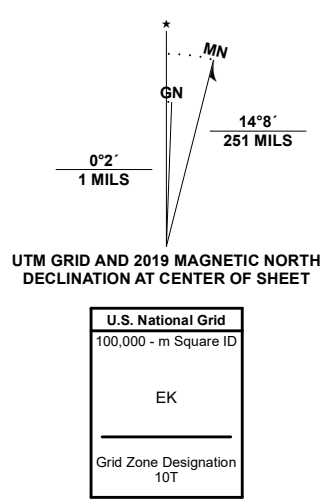 ★
MN
GN
0°2´
1 MILS
14°8´
251 MILS
UTM GRID AND 2019 MAGNETIC NORTH
DECLINATION AT CENTER OF SHEET
U.S. National Grid
100,000 - m Square ID
EK
Grid Zone Designation
10T